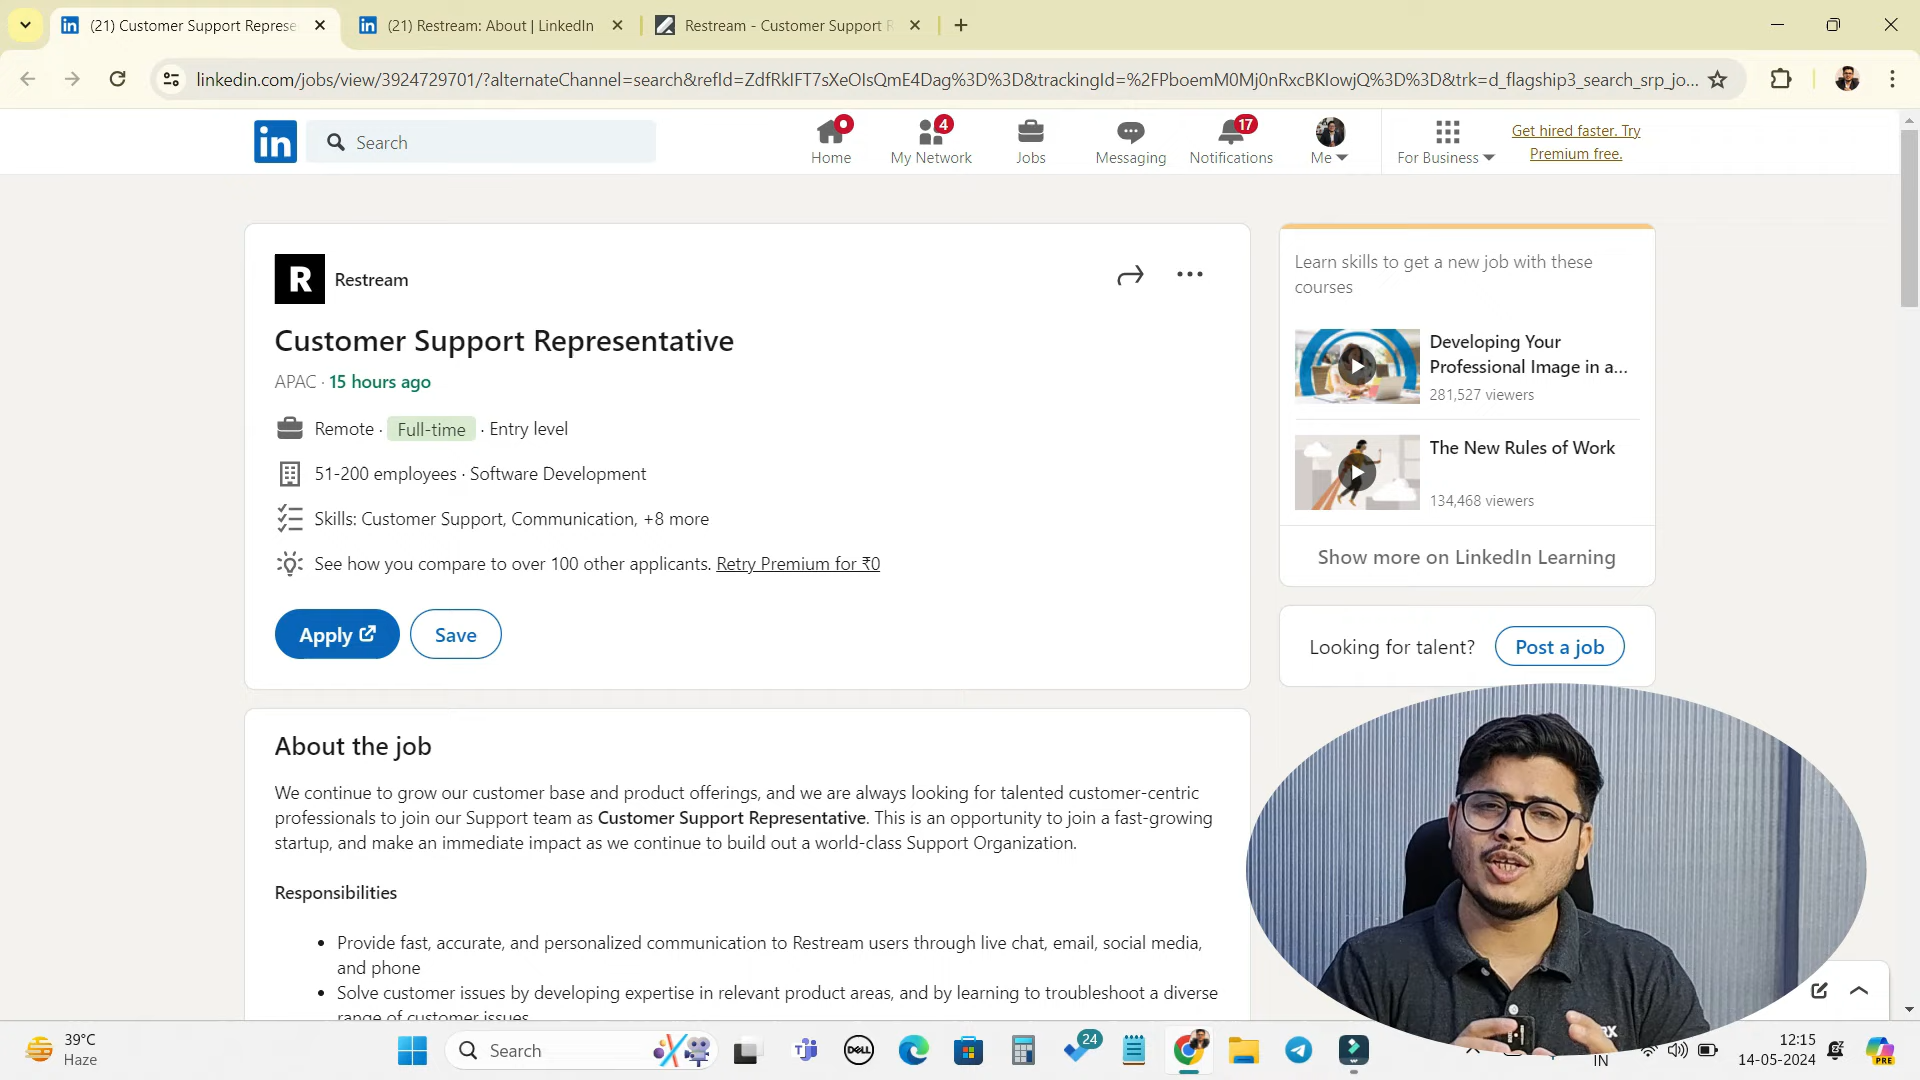 (21) Customer Support Represe
(21) Restream: About | LinkedIn
Restream - Customer Support R
linkedin.com/jobs/view/3924729701/?alternateChannel=search&refId=ZdfRkIFT7sXeOIsQmE4Dag%3D%3D&trackingId=%2FPboemM0Mj0nRxcBKIowjQ%3D%3D&trk=d_flagship3_search_srp_jo...
in
Search
Home
4
My Network
Jobs
Messaging
17
Notifications
Me
For Business
Get hired faster. Try
Premium free.
R
Restream
Customer Support Representative
APAC · 15 hours ago
Remote · Full-time · Entry level
51-200 employees · Software Development
Skills: Customer Support, Communication, +8 more
See how you compare to over 100 other applicants. Retry Premium for ₹0
Apply
Save
Learn skills to get a new job with these
courses
Developing Your
Professional Image in a...
281,527 viewers
The New Rules of Work
134,468 viewers
Show more on LinkedIn Learning
Looking for talent?
Post a job
About the job
We continue to grow our customer base and product offerings, and we are always looking for talented customer-centric
professionals to join our Support team as Customer Support Representative. This is an opportunity to join a fast-growing
startup, and make an immediate impact as we continue to build out a world-class Support Organization.
Responsibilities
• Provide fast, accurate, and personalized communication to Restream users through live chat, email, social media,
and phone
• Solve customer issues by developing expertise in relevant product areas, and by learning to troubleshoot a diverse
range of customer issues
39°C
Haze
Search
DELL
24
IN
12:15
14-05-2024
PRE